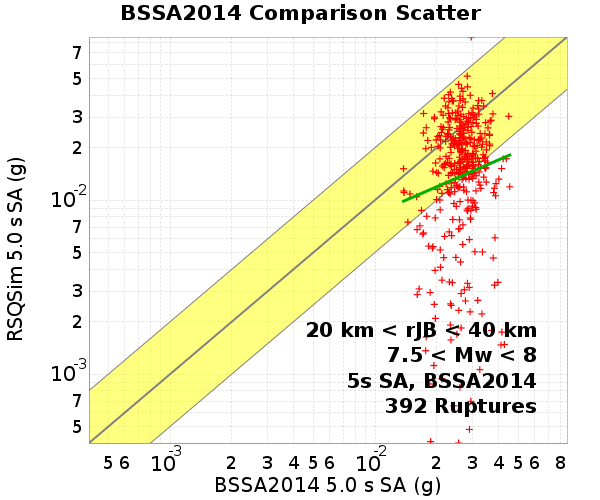 BSSA2014 Comparison Scatter
RSQSim 5.0 s SA (g)
7
5
3
2
10⁻²
7
5
3
2
10⁻³
7
5
20 km < rJB < 40 km
7.5 < Mw < 8
5s SA, BSSA2014
392 Ruptures
5 6 10⁻³ 2 3 4 5 6 10⁻² 2 3 4 5 6 8
BSSA2014 5.0 s SA (g)